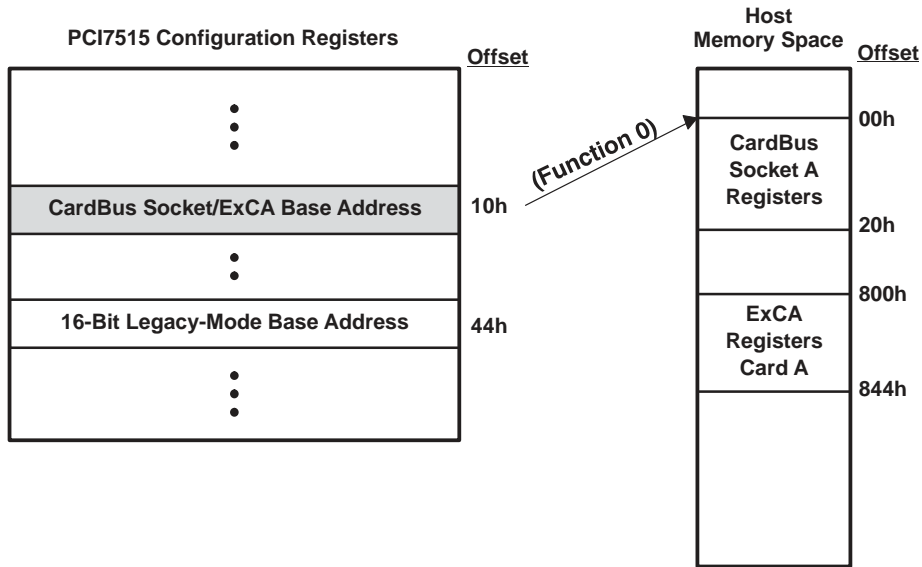 PCI7515 Configuration Registers
Offset
CardBus Socket/ExCA Base Address
10h
16-Bit Legacy-Mode Base Address
44h
(Function 0)
Host
Memory Space
Offset
00h
CardBus
Socket A
Registers
20h
800h
ExCA
Registers
Card A
844h